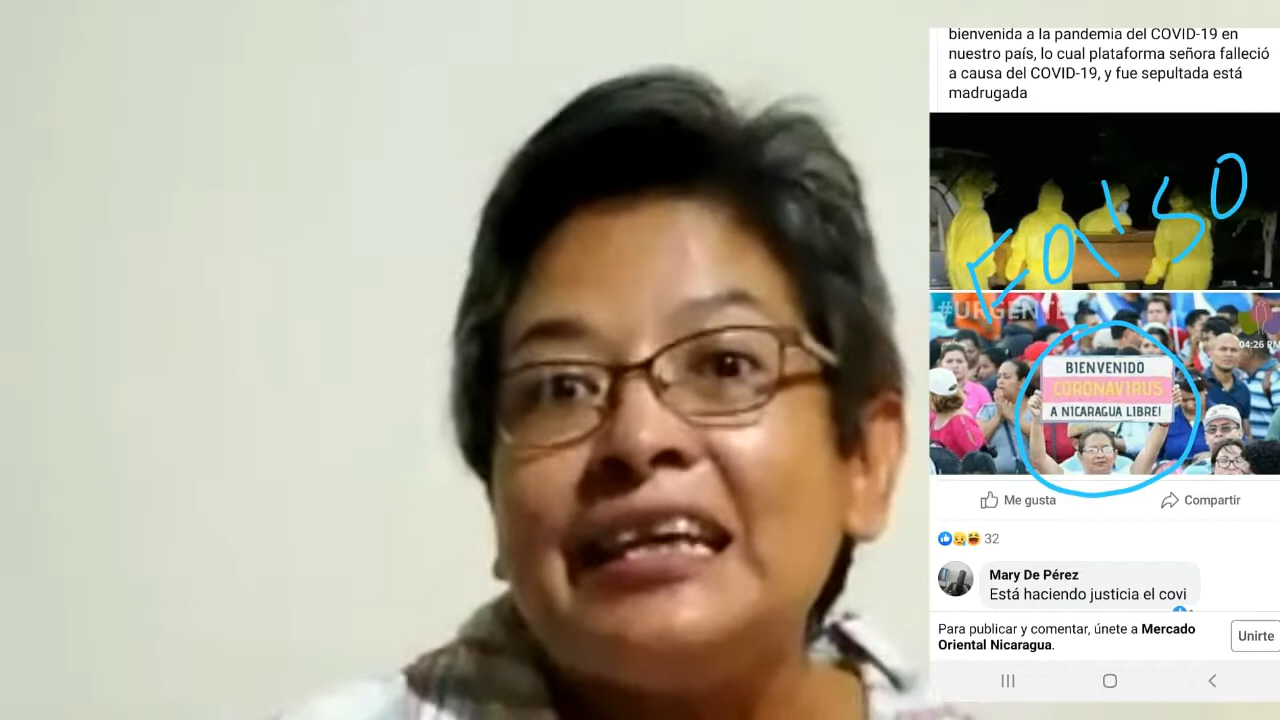 bienvenida a la pandemia del COVID-19 en
nuestro país, lo cual plataforma señora falleció
a causa del COVID-19, y fue sepultada está
madrugada
Falso
#URGENTE
04:26 PM
BIENVENIDO
CORONAVIRUS
A NICARAGUA LIBRE!
Me gusta
Compartir
32
Mary De Pérez
Está haciendo justicia el covi
Para publicar y comentar, únete a Mercado
Oriental Nicaragua.
Unirte